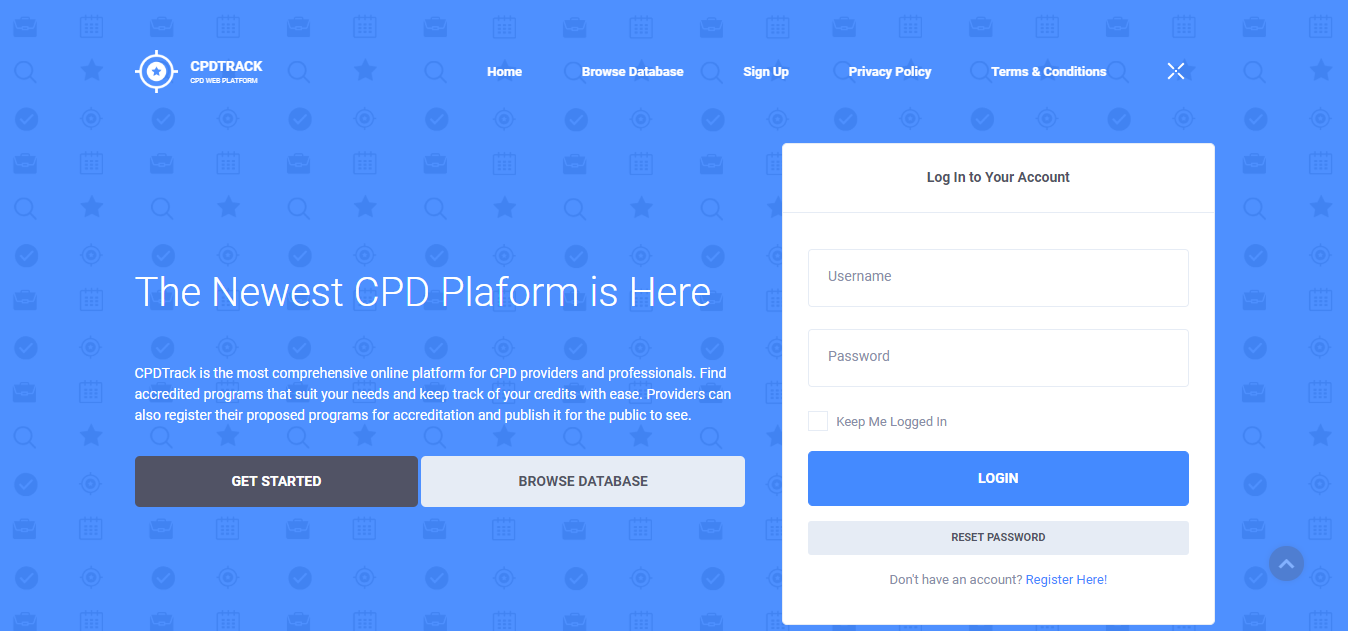 CPDTRACK
CPD WEB PLATFORM
Home
Browse Database
Sign Up
Privacy Policy
Terms & Conditions
The Newest CPD Plaform is Here
CPDTrack is the most comprehensive online platform for CPD providers and professionals. Find
accredited programs that suit your needs and keep track of your credits with ease. Providers can
also register their proposed programs for accreditation and publish it for the public to see.
GET STARTED
BROWSE DATABASE
Log In to Your Account
Username
Password
Keep Me Logged In
LOGIN
RESET PASSWORD
Don't have an account? Register Here!